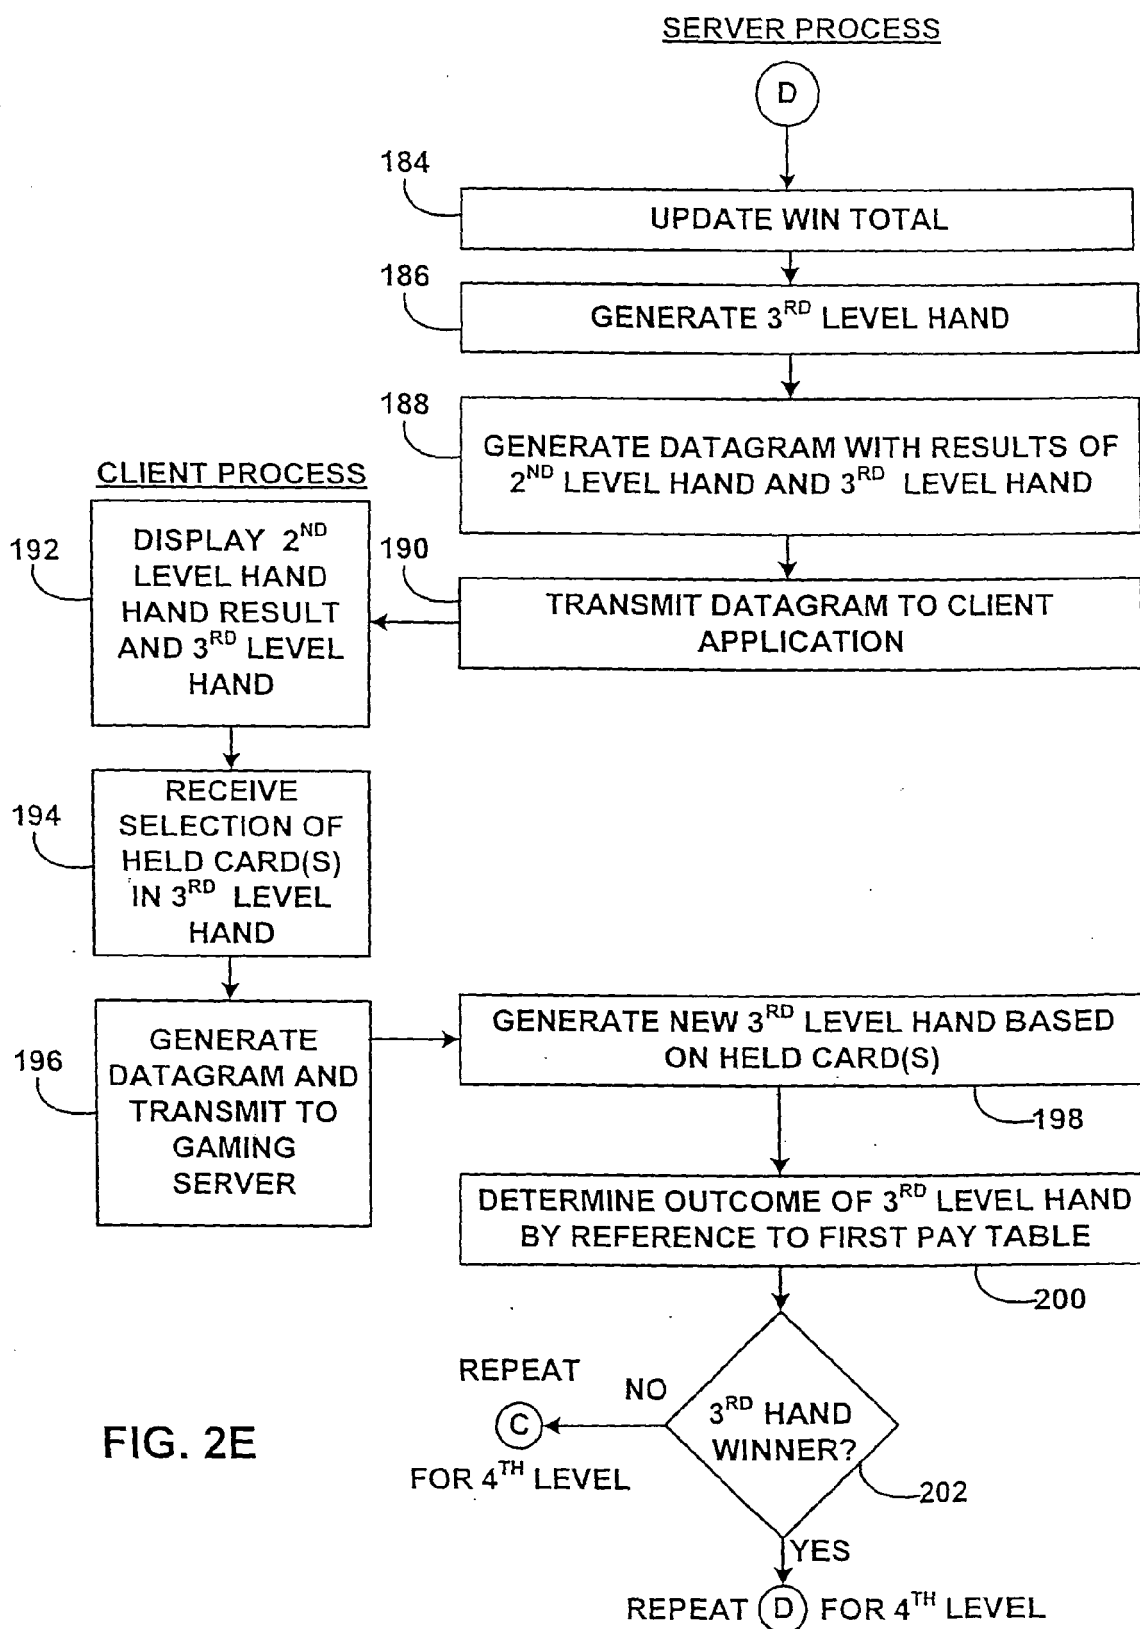 SERVER PROCESS
D
184
UPDATE WIN TOTAL
186
GENERATE 3RD LEVEL HAND
188
GENERATE DATAGRAM WITH RESULTS OF
2ND LEVEL HAND AND 3RD LEVEL HAND
CLIENT PROCESS
192
DISPLAY 2ND
LEVEL HAND
HAND RESULT
AND 3RD LEVEL
HAND
190
TRANSMIT DATAGRAM TO CLIENT
APPLICATION
194
RECEIVE
SELECTION OF
HELD CARD(S)
IN 3RD LEVEL
HAND
196
GENERATE
DATAGRAM AND
TRANSMIT TO
GAMING
SERVER
GENERATE NEW 3RD LEVEL HAND BASED
ON HELD CARD(S)
198
DETERMINE OUTCOME OF 3RD LEVEL HAND
BY REFERENCE TO FIRST PAY TABLE
200
3RD HAND
WINNER?
202
NO
REPEAT
C
FOR 4TH LEVEL
YES
REPEAT D FOR 4TH LEVEL
FIG. 2E